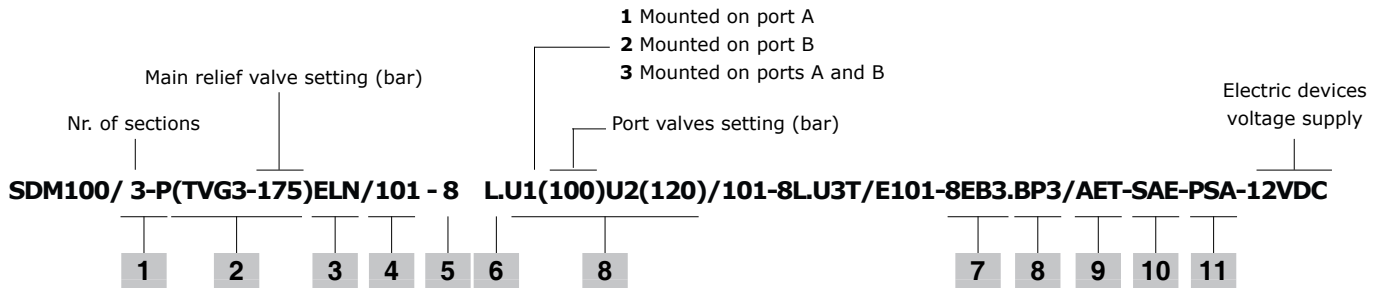 1 Mounted on port A
2 Mounted on port B
3 Mounted on ports A and B
Main relief valve setting (bar)
Nr. of sections
Port valves setting (bar)
Electric devices
voltage supply
SDM100/ 3-P(TVG3-175)ELN/101 - 8 L.U1(100)U2(120)/101-8L.U3T/E101-8EB3.BP3/AET-SAE-PSA-12VDC
1 2 3 4 5 6 8 7 8 9 10 11